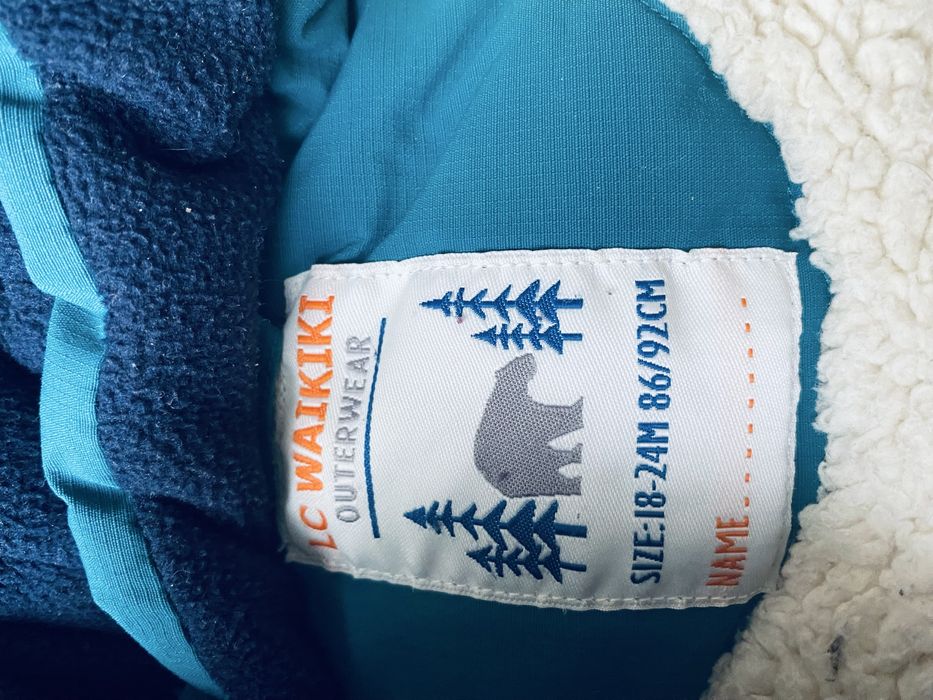 LC WAIKIKI
OUTERWEAR
SIZE:18-24M 86/92CM
NAME